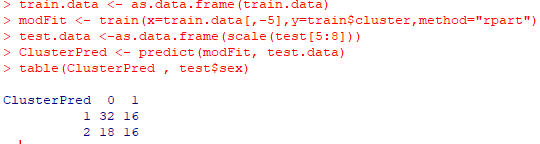 > train.data <- as.data.frame(train.data)
> modFit <- train(x=train.data[,-5],y=train$cluster,method="rpart")
> test.data <-as.data.frame(scale(test[5:8]))
> ClusterPred <- predict(modFit, test.data)
> table(ClusterPred , test$sex)
ClusterPred 0 1
1 32 16
2 18 16